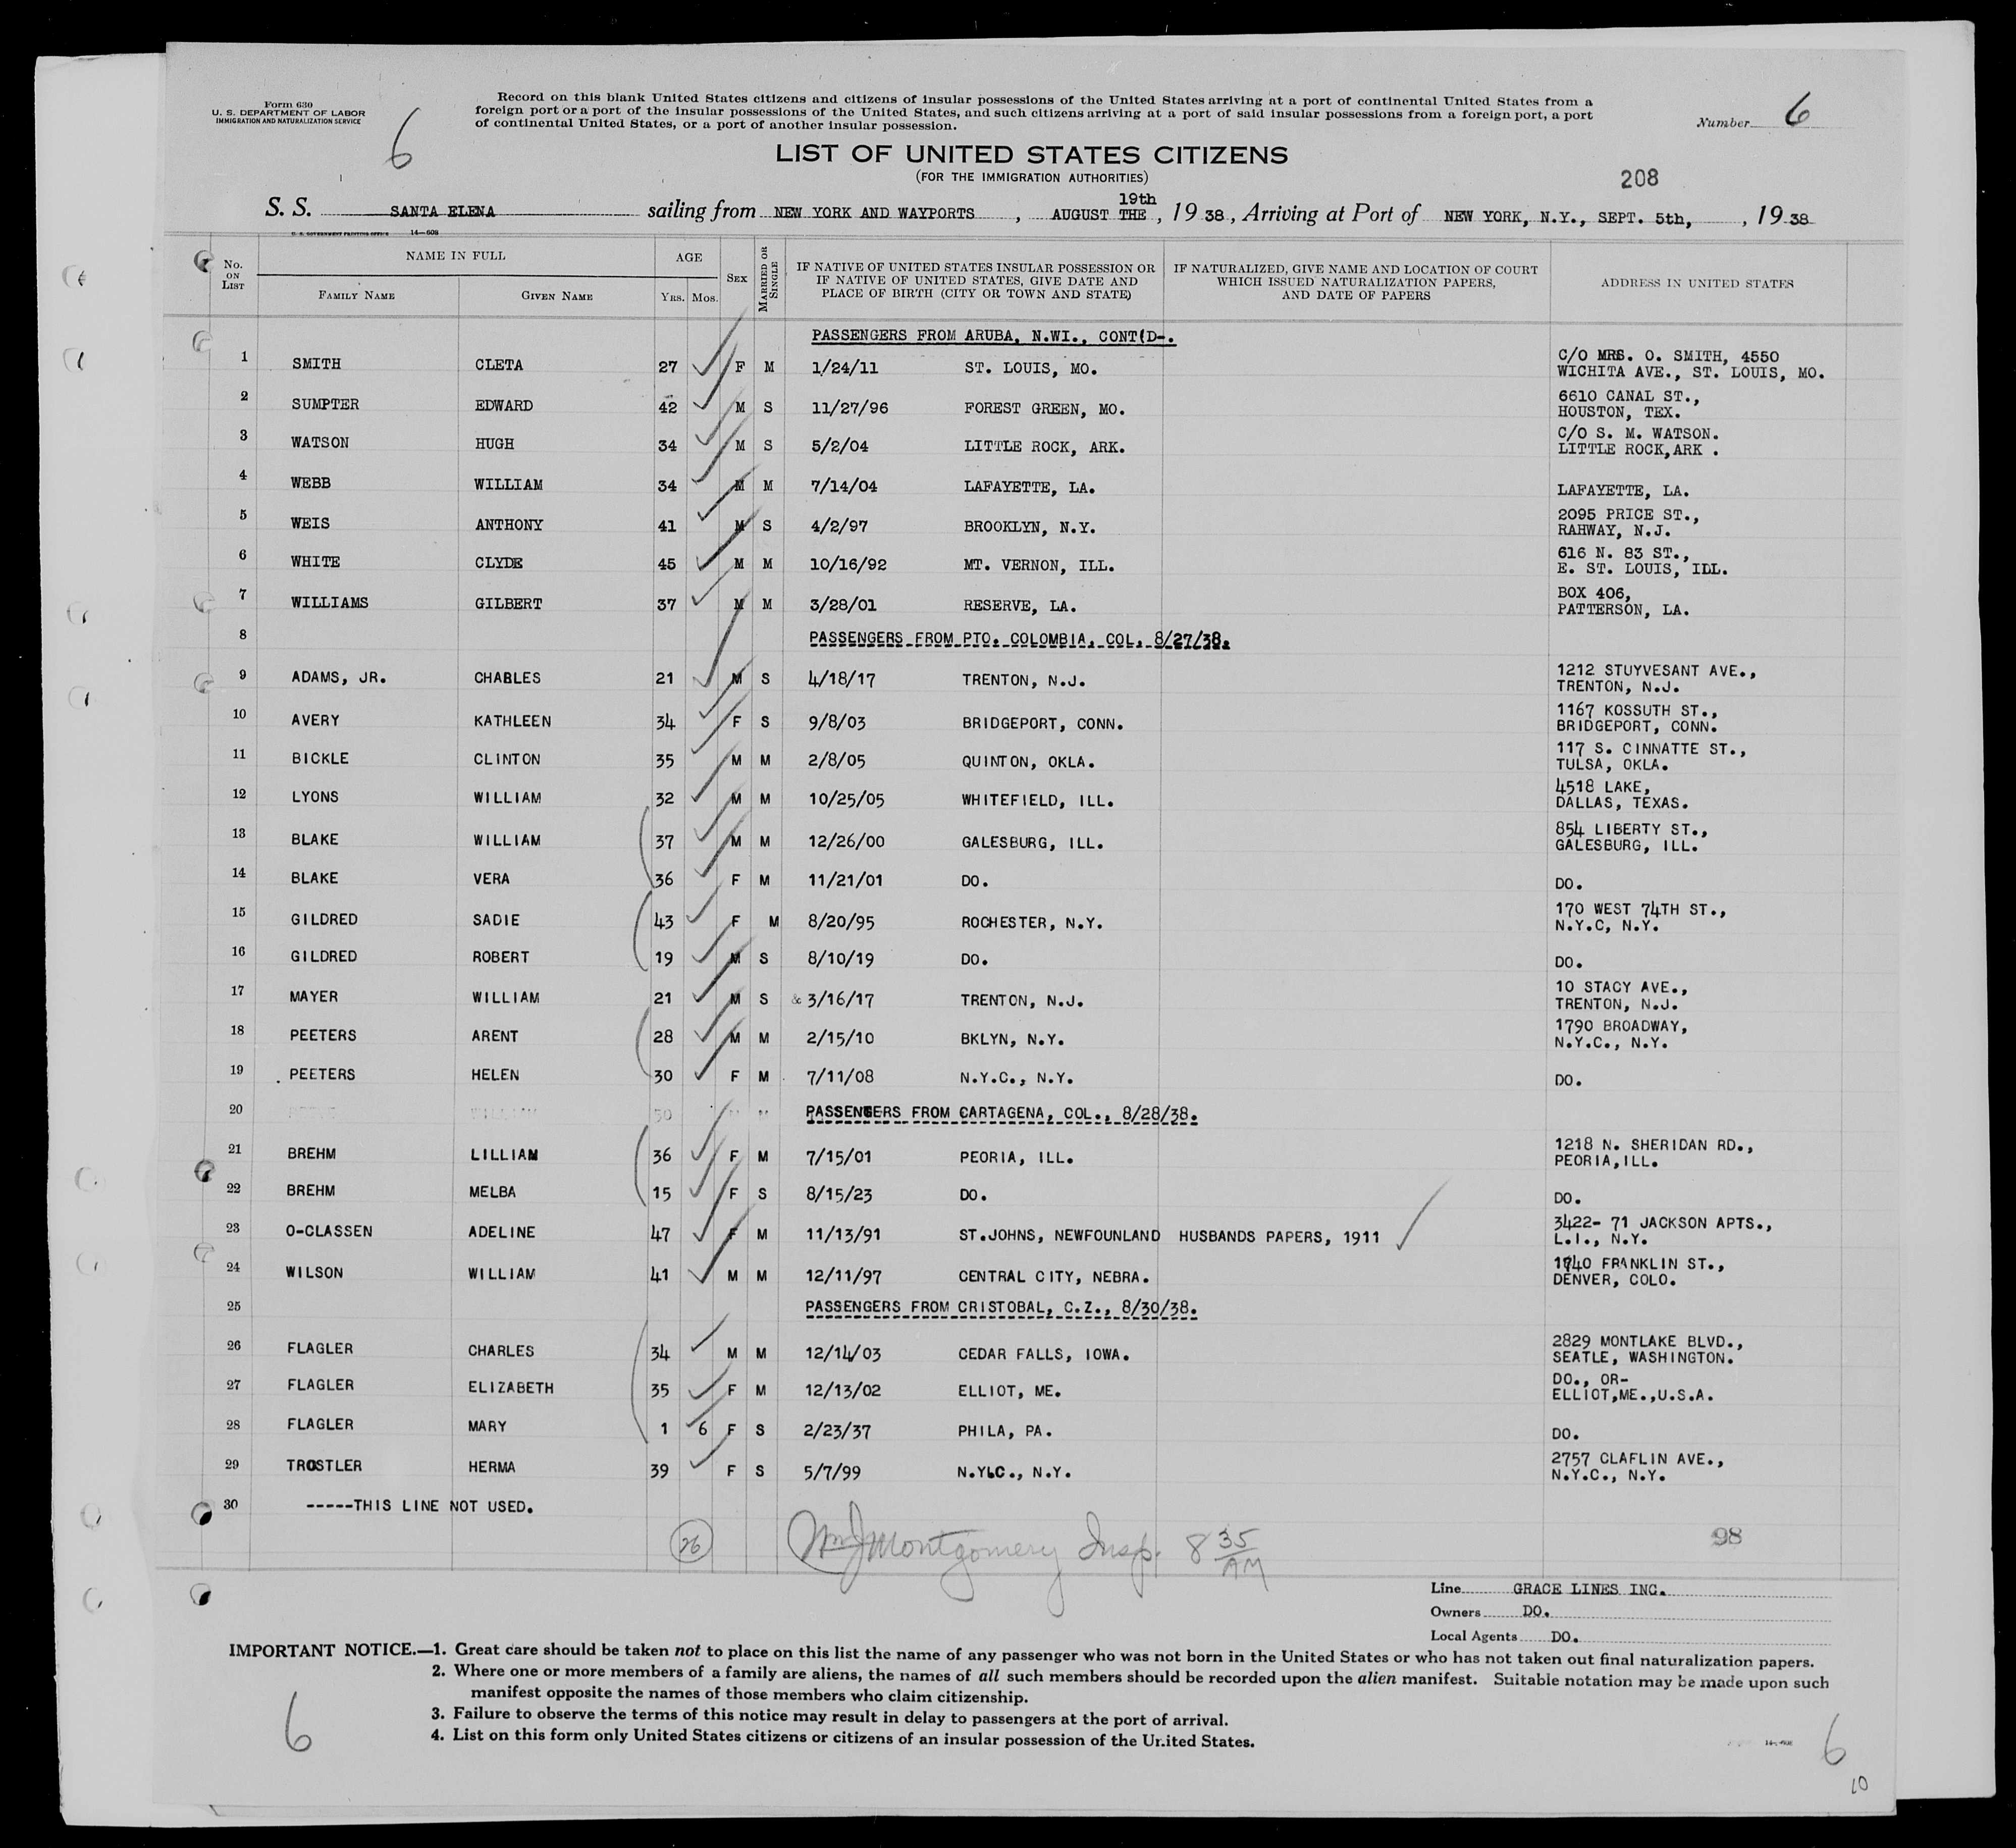 Form 630
U. S. DEPARTMENT OF LABOR
IMMIGRATION AND NATURALIZATION SERVICE
6
Record on this blank United States citizens and citizens of insular possessions of the United States arriving at a port of continental United States from a
foreign port or a port of the insular possessions of the United States, and such citizens arriving at a port of said insular possessions from a foreign port, a port
of continental United States, or a port of another insular possession.
Number 6
LIST OF UNITED STATES CITIZENS
(FOR THE IMMIGRATION AUTHORITIES)
208
S. S. SANTA ELENA sailing from NEW YORK AND WAYPORTS, AUGUST THE 19th, 1938, Arriving at Port of NEW YORK, N.Y., SEPT. 5th, , 1938
U. S. GOVERNMENT PRINTING OFFICE 14—608
No. ON LIST NAME IN FULL FAMILY NAME GIVEN NAME AGE YRS. MOS. SEX MARRIED OR SINGLE IF NATIVE OF UNITED STATES INSULAR POSSESSION OR IF NATIVE OF UNITED STATES, GIVE DATE AND PLACE OF BIRTH (CITY OR TOWN AND STATE) IF NATURALIZED, GIVE NAME AND LOCATION OF COURT WHICH ISSUED NATURALIZATION PAPERS, AND DATE OF PAPERS ADDRESS IN UNITED STATES
PASSENGERS FROM ARUBA, N.WI., CONT(D-.
1 SMITH CLETA 27 F M 1/24/11 ST. LOUIS, MO. C/O MRS. O. SMITH, 4550 WICHITA AVE., ST. LOUIS, MO.
2 SUMPTER EDWARD 42 M S 11/27/96 FOREST GREEN, MO. 6610 CANAL ST., HOUSTON, TEX.
3 WATSON HUGH 34 M S 5/2/04 LITTLE ROCK, ARK. C/O S. M. WATSON. LITTLE ROCK,ARK .
4 WEBB WILLIAM 34 M M 7/14/04 LAFAYETTE, LA. LAFAYETTE, LA.
5 WEIS ANTHONY 41 M S 4/2/97 BROOKLYN, N.Y. 2095 PRICE ST., RAHWAY, N.J.
6 WHITE CLYDE 45 M M 10/16/92 MT. VERNON, ILL. 616 N. 83 ST., E. ST. LOUIS, ILL.
7 WILLIAMS GILBERT 37 M M 3/28/01 RESERVE, LA. BOX 406, PATTERSON, LA.
8 PASSENGERS FROM PTO. COLOMBIA, COL, 8/27/38.
9 ADAMS, JR. CHARLES 21 M S 4/18/17 TRENTON, N.J. 1212 STUYVESANT AVE., TRENTON, N.J.
10 AVERY KATHLEEN 34 F S 9/8/03 BRIDGEPORT, CONN. 1167 KOSSUTH ST., BRIDGEPORT, CONN.
11 BICKLE CLINTON 35 M M 2/8/05 QUINTON, OKLA. 117 S. CINNATTE ST., TULSA, OKLA.
12 LYONS WILLIAM 32 M M 10/25/05 WHITEFIELD, ILL. 4518 LAKE, DALLAS, TEXAS.
13 BLAKE WILLIAM 37 M M 12/26/00 GALESBURG, ILL. 854 LIBERTY ST., GALESBURG, ILL.
14 BLAKE VERA 36 F M 11/21/01 DO. DO.
15 GILDRED SADIE 43 F M 8/20/95 ROCHESTER, N.Y. 170 WEST 74TH ST., N.Y.C, N.Y.
16 GILDRED ROBERT 19 M S 8/10/19 DO. DO.
17 MAYER WILLIAM 21 M S & 3/16/17 TRENTON, N.J. 10 STACY AVE., TRENTON, N.J.
18 PEETERS ARENT 28 M M 2/15/10 BKLYN, N.Y. 1790 BROADWAY, N.Y.C., N.Y.
19 . PEETERS HELEN 30 F M 7/11/08 N.Y.C., N.Y. DO.
20 WILLIAM 50 M M PASSENGERS FROM CARTAGENA, COL., 8/28/38.
21 BREHM LILLIAN 36 F M 7/15/01 PEORIA, ILL. 1218 N. SHERIDAN RD., PEORIA,ILL.
22 BREHM MELBA 15 F S 8/15/23 DO. DO.
23 O-CLASSEN ADELINE 47 F M 11/13/91 ST.JOHNS, NEWFOUNLAND HUSBANDS PAPERS, 1911 3422- 71 JACKSON APTS., L.I., N.Y.
24 WILSON WILLIAM 41 M M 12/11/97 CENTRAL CITY, NEBRA. FRANKLIN ST., DENVER, COLO.
25 PASSENGERS FROM CRISTOBAL, C.Z., 8/30/38.
26 FLAGLER CHARLES 34 M M 12/14/03 CEDAR FALLS, IOWA. 2829 MONTLAKE BLVD., SEATLE, WASHINGTON.
27 FLAGLER ELIZABETH 35 F M 12/13/02 ELLIOT, ME. DO., OR- ELLIOT,ME.,U.S.A.
28 FLAGLER MARY 1 6 F S 2/23/37 PHILA, PA. DO.
29 TROSTLER HERMA 39 F S 5/7/99 N.Y.C., N.Y. 2757 CLAFLIN AVE., N.Y.C., N.Y.
30 -----THIS LINE NOT USED.
26 Wm J Montgomery Insp. 8 35 AM 98
Line GRACE LINES INC.
Owners DO.
Local Agents DO.
IMPORTANT NOTICE.—1. Great care should be taken not to place on this list the name of any passenger who was not born in the United States or who has not taken out final naturalization papers.
2. Where one or more members of a family are aliens, the names of all such members should be recorded upon the alien manifest. Suitable notation may be made upon such
manifest opposite the names of those members who claim citizenship.
3. Failure to observe the terms of this notice may result in delay to passengers at the port of arrival.
4. List on this form only United States citizens or citizens of an insular possession of the United States.
6
6
10